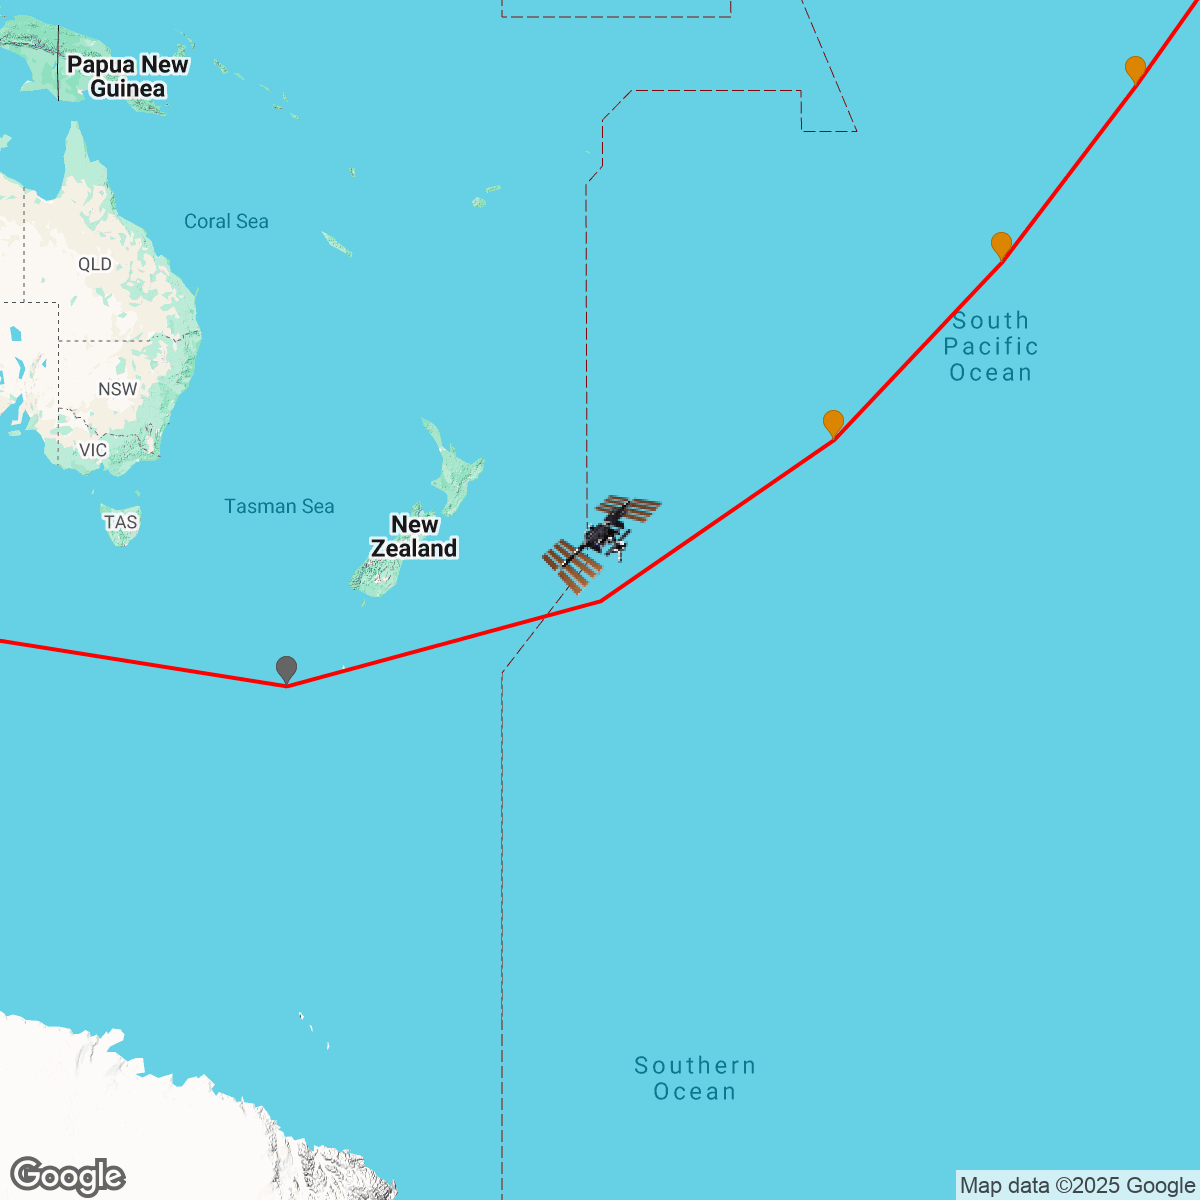 Papua New
Guinea
Coral Sea
QLD
South
Pacific
Ocean
NSW
VIC
Tasman Sea
TAS
New
Zealand
Southern
Ocean
Google
Map data ©2025 Google